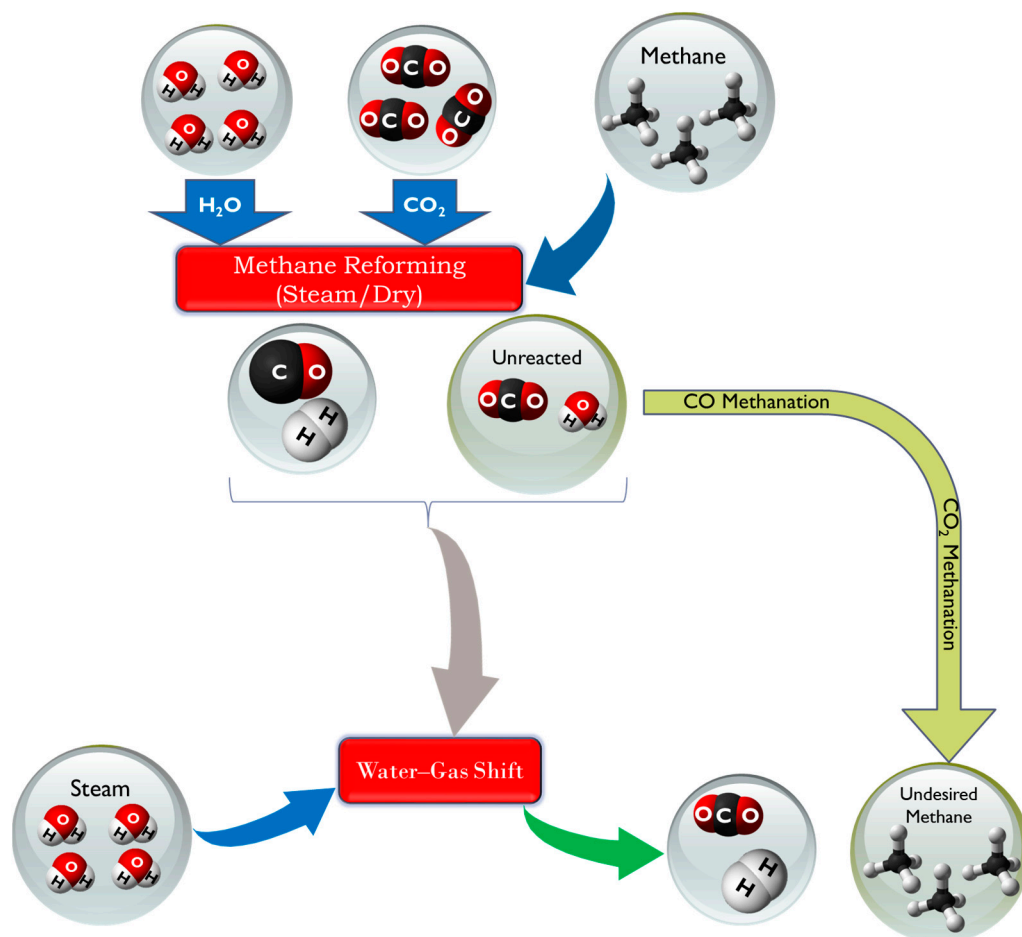 O
H H
O
H H
O
H H
O
H H
O C O
O C O
O C O
Methane
H₂O
CO₂
Methane Reforming
(Steam/Dry)
C O
H H
Unreacted
O C O
O
H H
CO Methanation
CO₂ Methanation
Water–Gas Shift
Steam
O
H H
O
H H
O
H H
O
H H
O C O
H H
Undesired
Methane